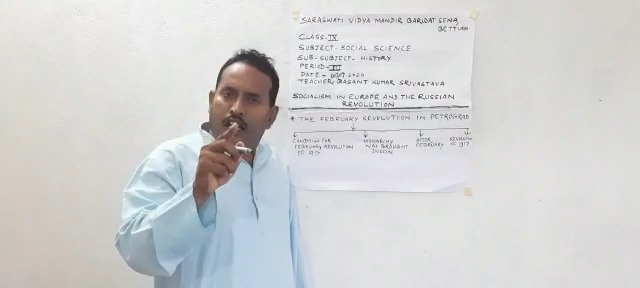 SARASWATI VIDYA MANDIR BARIDAT SENA,
BETTIAH.
CLASS-IX
SUBJECT-SOCIAL SCIENCE
SUB-SUBJECT-HISTORY
PERIOD-III
DATE- 2020
TEACHER-BASANT KUMAR SRIVASTAVA
SOCIALISM IN EUROPE AND THE RUSSIAN
REVOLUTION
* THE FEBRUARY REVOLUTION IN PETROGRAD
CONDITION FOR
FEBRUARY REVOLUTION
OF 1917
MONARCHY
WAS BROUGHT
DOWN
AFTER
FEBRUARY
REVOLUTION
OF 1917